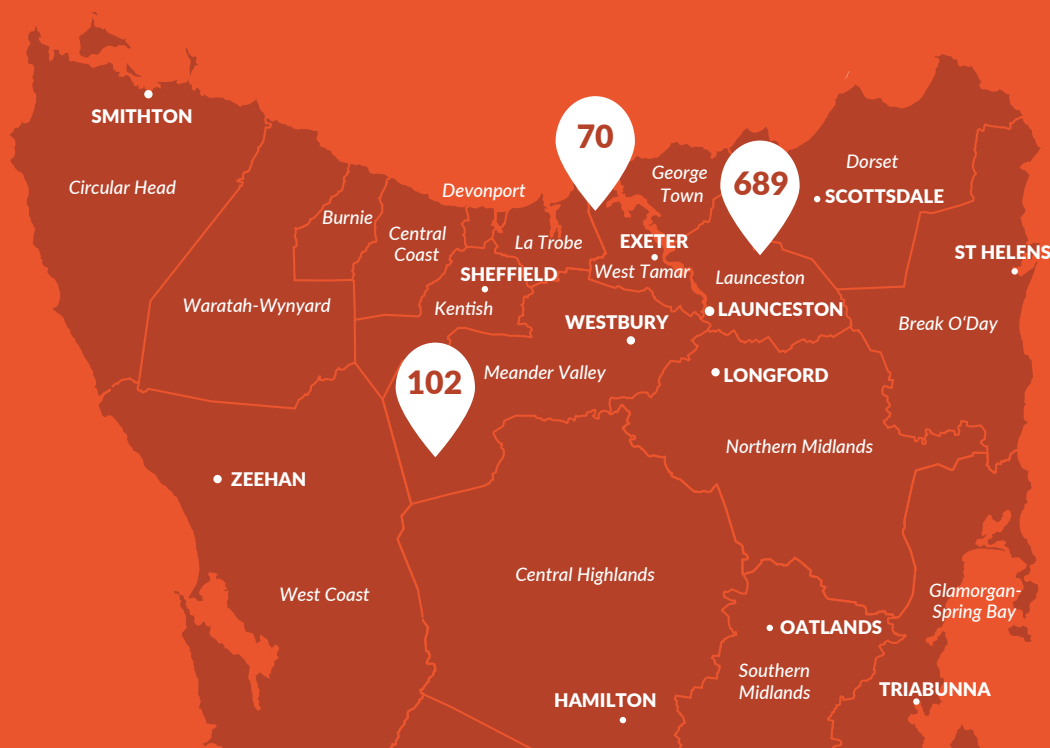 SMITHTON
70
Dorset
George
Town
689
Circular Head
Devonport
SCOTTSDALE
Burnie
Central
Coast
La Trobe
EXETER
ST HELENS
SHEFFIELD
West Tamar
Launceston
Waratah-Wynyard
Kentish
LAUNCESTON
WESTBURY
Break O'Day
102
Meander Valley
LONGFORD
Northern Midlands
ZEEHAN
Central Highlands
West Coast
Glamorgan-
Spring Bay
OATLANDS
Southern
Midlands
TRIABUNNA
HAMILTON